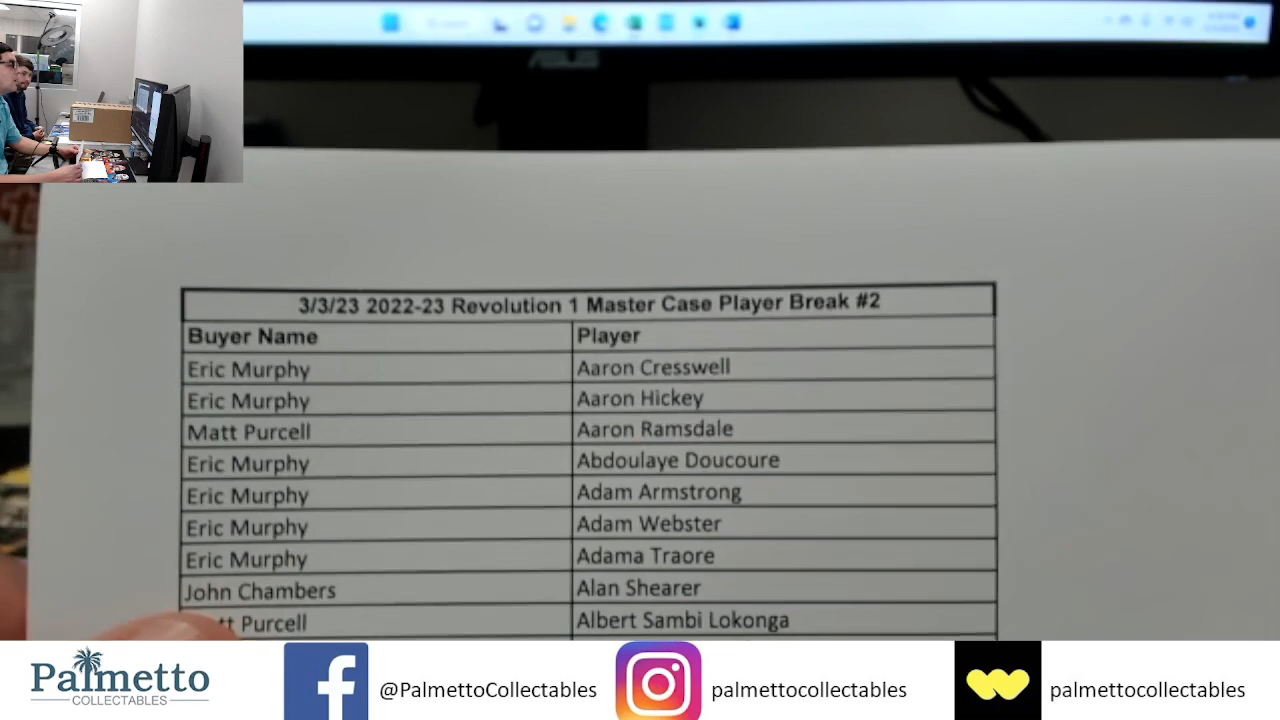 ASUS
3/3/23 2022-23 Revolution 1 Master Case Player Break #2
Buyer Name Player
Eric Murphy Aaron Cresswell
Eric Murphy Aaron Hickey
Matt Purcell Aaron Ramsdale
Eric Murphy Abdoulaye Doucoure
Eric Murphy Adam Armstrong
Eric Murphy Adam Webster
Eric Murphy Adama Traore
John Chambers Alan Shearer
tt Purcell Albert Sambi Lokonga
Palmetto
COLLECTABLES
@PalmettoCollectables
palmettocollectables
palmettocollectables